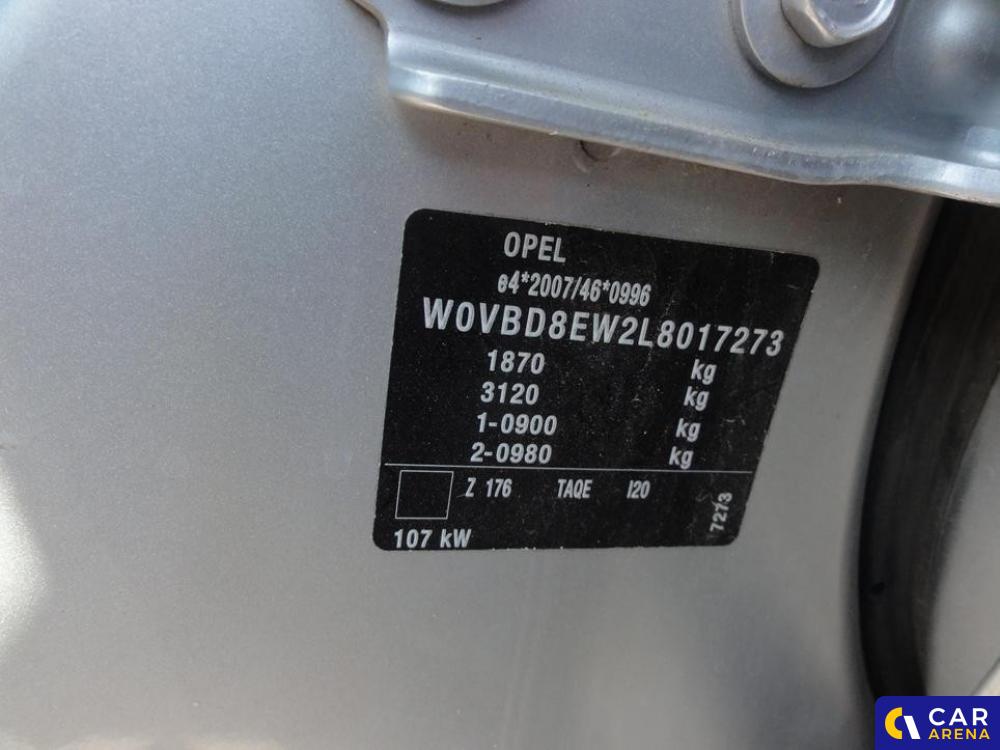 OPEL
e4*2007/46*0996
W0VBD8EW2L8017273
1870 kg
3120 kg
1-0900 kg
2-0980 kg
Z 176 TAQE I20
7273
107 kW
CAR
ARENA